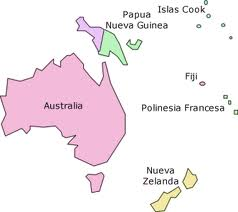 Islas Cook
Papua
Nueva Guinea
Fiji
Australia
Polinesia Francesa
Nueva
Zelanda